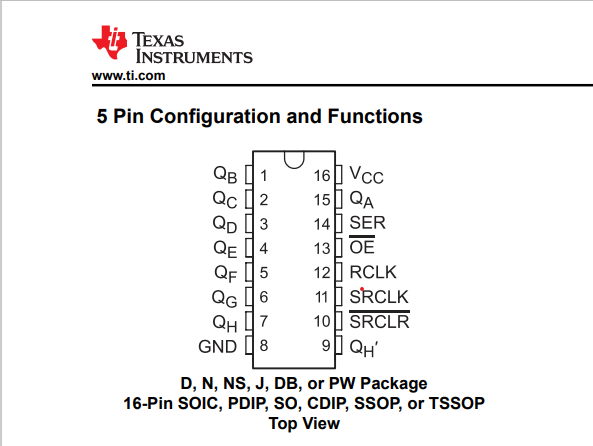 TEXAS
INSTRUMENTS
www.ti.com
5 Pin Configuration and Functions
QB 1 16 VCC
QC 2 15 QA
QD 3 14 SER
QE 4 13 O̅E̅
QF 5 12 RCLK
QG 6 11 SRCLK
QH 7 10 S̅R̅C̅L̅R̅
GND 8 9 QH′
D, N, NS, J, DB, or PW Package
16-Pin SOIC, PDIP, SO, CDIP, SSOP, or TSSOP
Top View